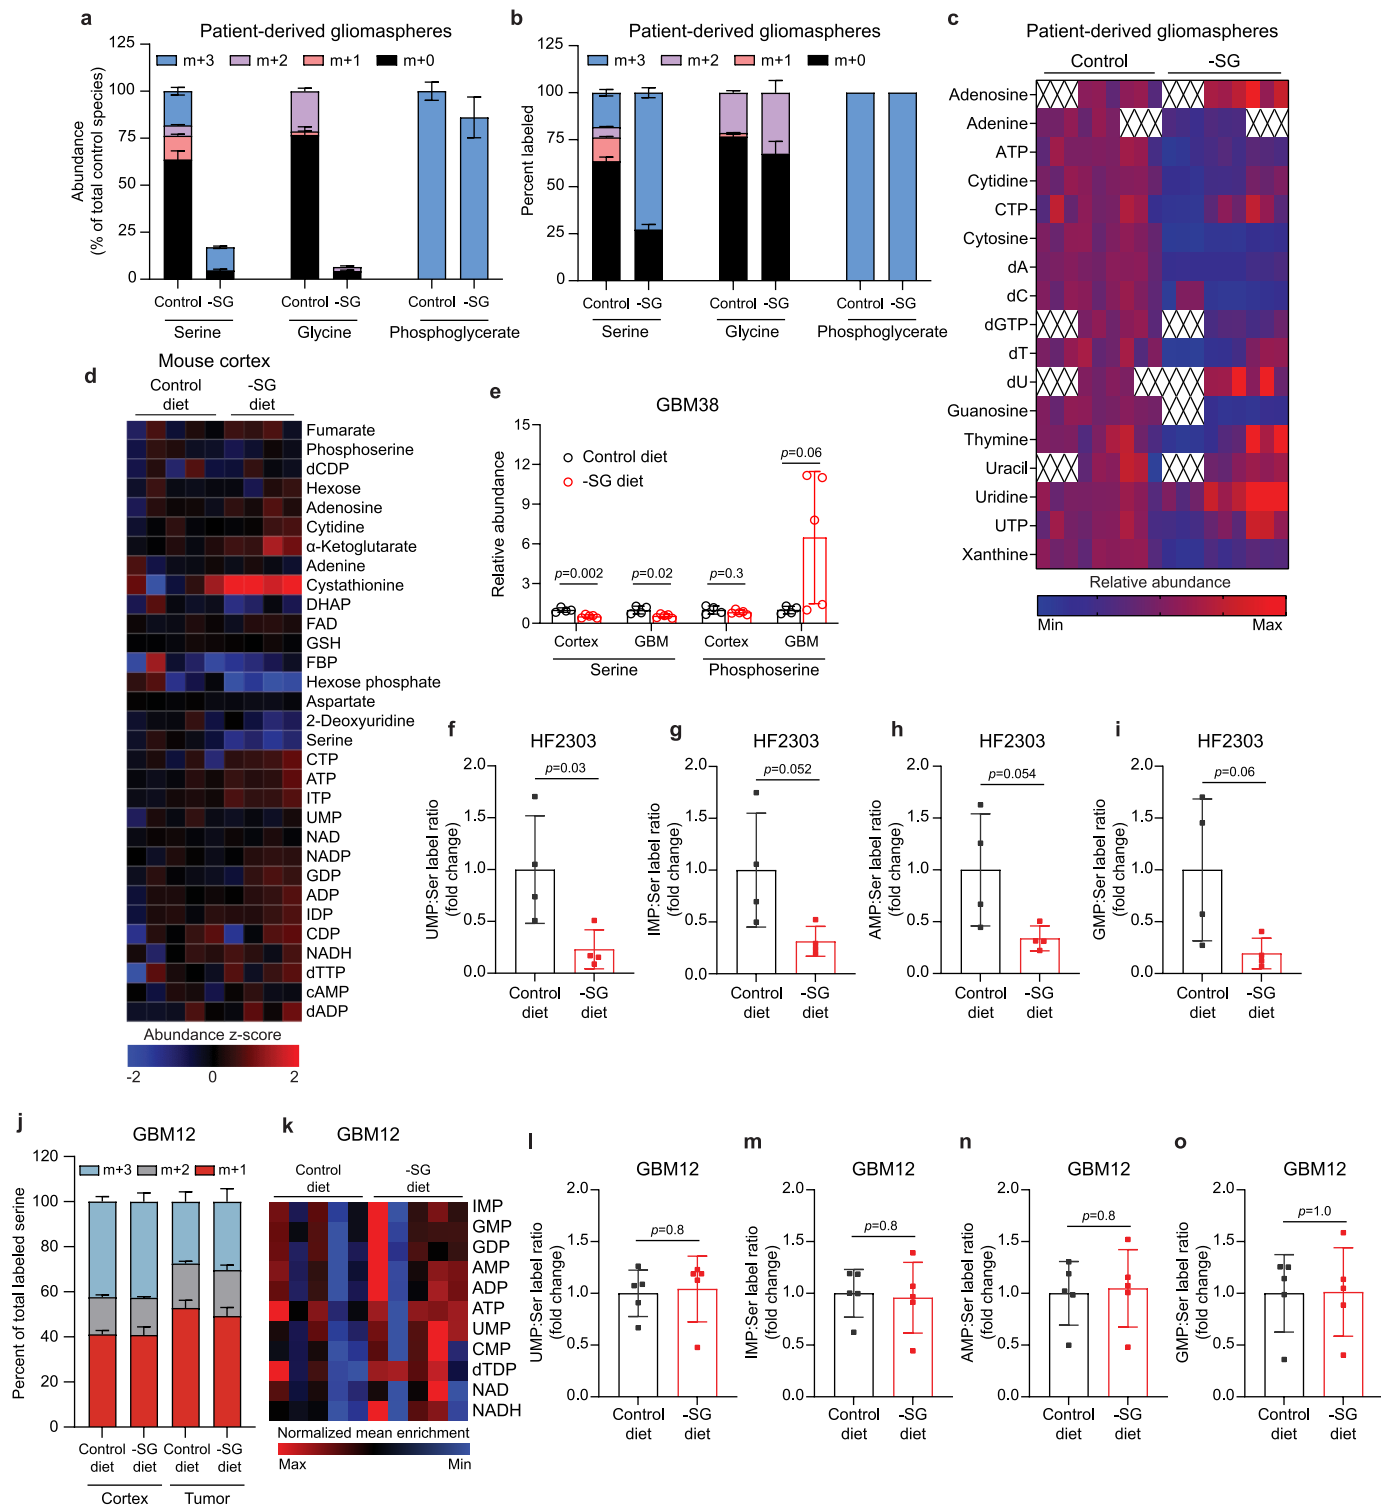 a
Patient-derived gliomaspheres
m+3 m+2 m+1 m+0
Abundance
(% of total control species)
125
100
75
50
25
0
Control -SG Control -SG Control -SG
Serine Glycine Phosphoglycerate
b
Patient-derived gliomaspheres
m+3 m+2 m+1 m+0
Percent labeled
125
100
75
50
25
0
Control -SG Control -SG Control -SG
Serine Glycine Phosphoglycerate
c
Patient-derived gliomaspheres
Control -SG
Adenosine
Adenine
ATP
Cytidine
CTP
Cytosine
dA
dC
dGTP
dT
dU
Guanosine
Thymine
Uracil
Uridine
UTP
Xanthine
Relative abundance
Min Max
d
Mouse cortex
Control
diet
-SG
diet
Fumarate
Phosphoserine
dCDP
Hexose
Adenosine
Cytidine
α-Ketoglutarate
Adenine
Cystathionine
DHAP
FAD
GSH
FBP
Hexose phosphate
Aspartate
2-Deoxyuridine
Serine
CTP
ATP
ITP
UMP
NAD
NADP
GDP
ADP
IDP
CDP
NADH
dTTP
cAMP
dADP
Abundance z-score
-2 0 2
e
GBM38
Control diet
-SG diet
Relative abundance
15
12
9
6
3
0
p=0.002
p=0.02
p=0.3
p=0.06
Cortex GBM Cortex GBM
Serine Phosphoserine
f
HF2303
UMP:Ser label ratio
(fold change)
2.0
1.5
1.0
0.5
0.0
p=0.03
Control
diet
-SG
diet
g
HF2303
IMP:Ser label ratio
(fold change)
2.0
1.5
1.0
0.5
0.0
p=0.052
Control
diet
-SG
diet
h
HF2303
AMP:Ser label ratio
(fold change)
2.0
1.5
1.0
0.5
0.0
p=0.054
Control
diet
-SG
diet
i
HF2303
GMP:Ser label ratio
(fold change)
2.0
1.5
1.0
0.5
0.0
p=0.06
Control
diet
-SG
diet
j
GBM12
m+3 m+2 m+1
Percent of total labeled serine
120
100
80
60
40
20
0
Control
diet
-SG
diet
Control
diet
-SG
diet
Cortex Tumor
k
GBM12
Control
diet
-SG
diet
IMP
GMP
GDP
AMP
ADP
ATP
UMP
CMP
dTDP
NAD
NADH
Normalized mean enrichment
Max Min
l
GBM12
UMP:Ser label ratio
(fold change)
2.0
1.5
1.0
0.5
0.0
p=0.8
Control
diet
-SG
diet
m
GBM12
IMP:Ser label ratio
(fold change)
2.0
1.5
1.0
0.5
0.0
p=0.8
Control
diet
-SG
diet
n
GBM12
AMP:Ser label ratio
(fold change)
2.0
1.5
1.0
0.5
0.0
p=0.8
Control
diet
-SG
diet
o
GBM12
GMP:Ser label ratio
(fold change)
2.0
1.5
1.0
0.5
0.0
p=1.0
Control
diet
-SG
diet